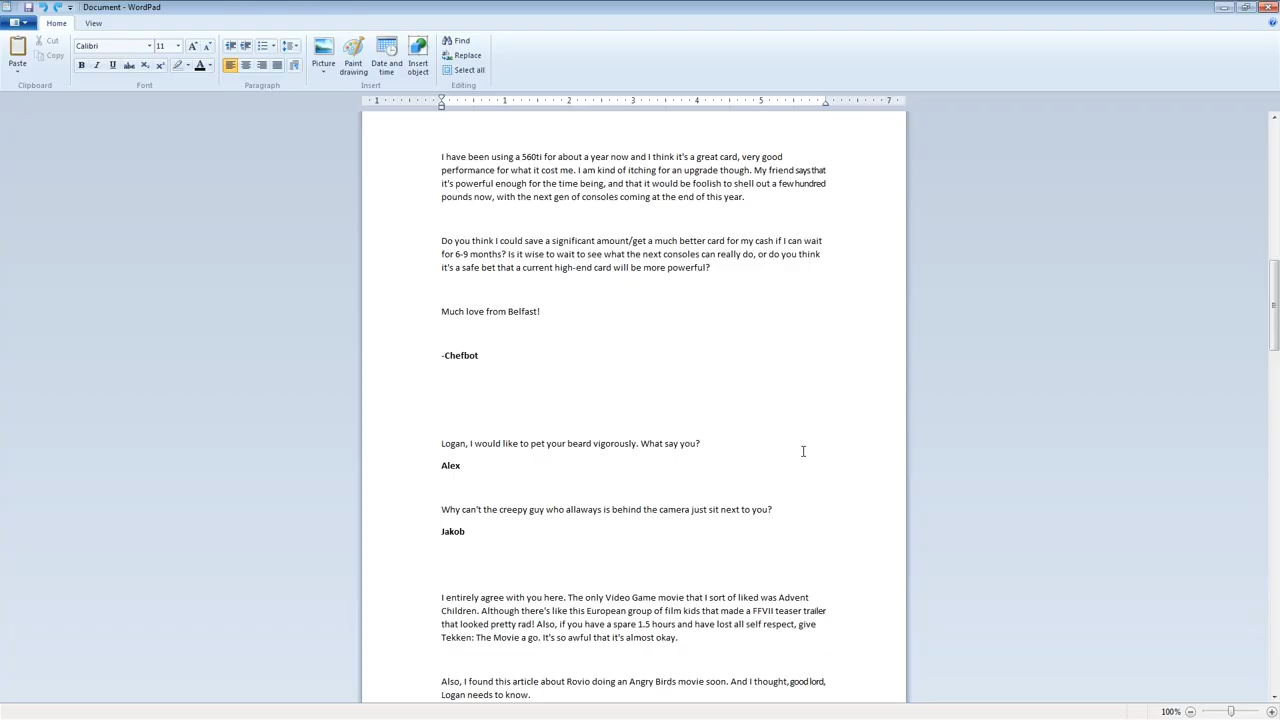 Document - WordPad
Home
View
Paste
Cut
Copy
Clipboard
Calibri
11
Font
Paragraph
Picture
Paint drawing
Date and time
Insert object
Insert
Find
Replace
Select all
Editing
1 1 2 3 4 5 7
I have been using a 560ti for about a year now and I think it's a great card, very good
performance for what it cost me. I am kind of itching for an upgrade though. My friend says that
it's powerful enough for the time being, and that it would be foolish to shell out a few hundred
pounds now, with the next gen of consoles coming at the end of this year.
Do you think I could save a significant amount/get a much better card for my cash if I can wait
for 6-9 months? Is it wise to wait to see what the next consoles can really do, or do you think
it's a safe bet that a current high-end card will be more powerful?
Much love from Belfast!
-Chefbot
Logan, I would like to pet your beard vigorously. What say you?
Alex
Why can't the creepy guy who allaways is behind the camera just sit next to you?
Jakob
I entirely agree with you here. The only Video Game movie that I sort of liked was Advent
Children. Although there's like this European group of film kids that made a FFVII teaser trailer
that looked pretty rad! Also, if you have a spare 1.5 hours and have lost all self respect, give
Tekken: The Movie a go. It's so awful that it's almost okay.
Also, I found this article about Rovio doing an Angry Birds movie soon. And I thought, good lord,
Logan needs to know.
100%